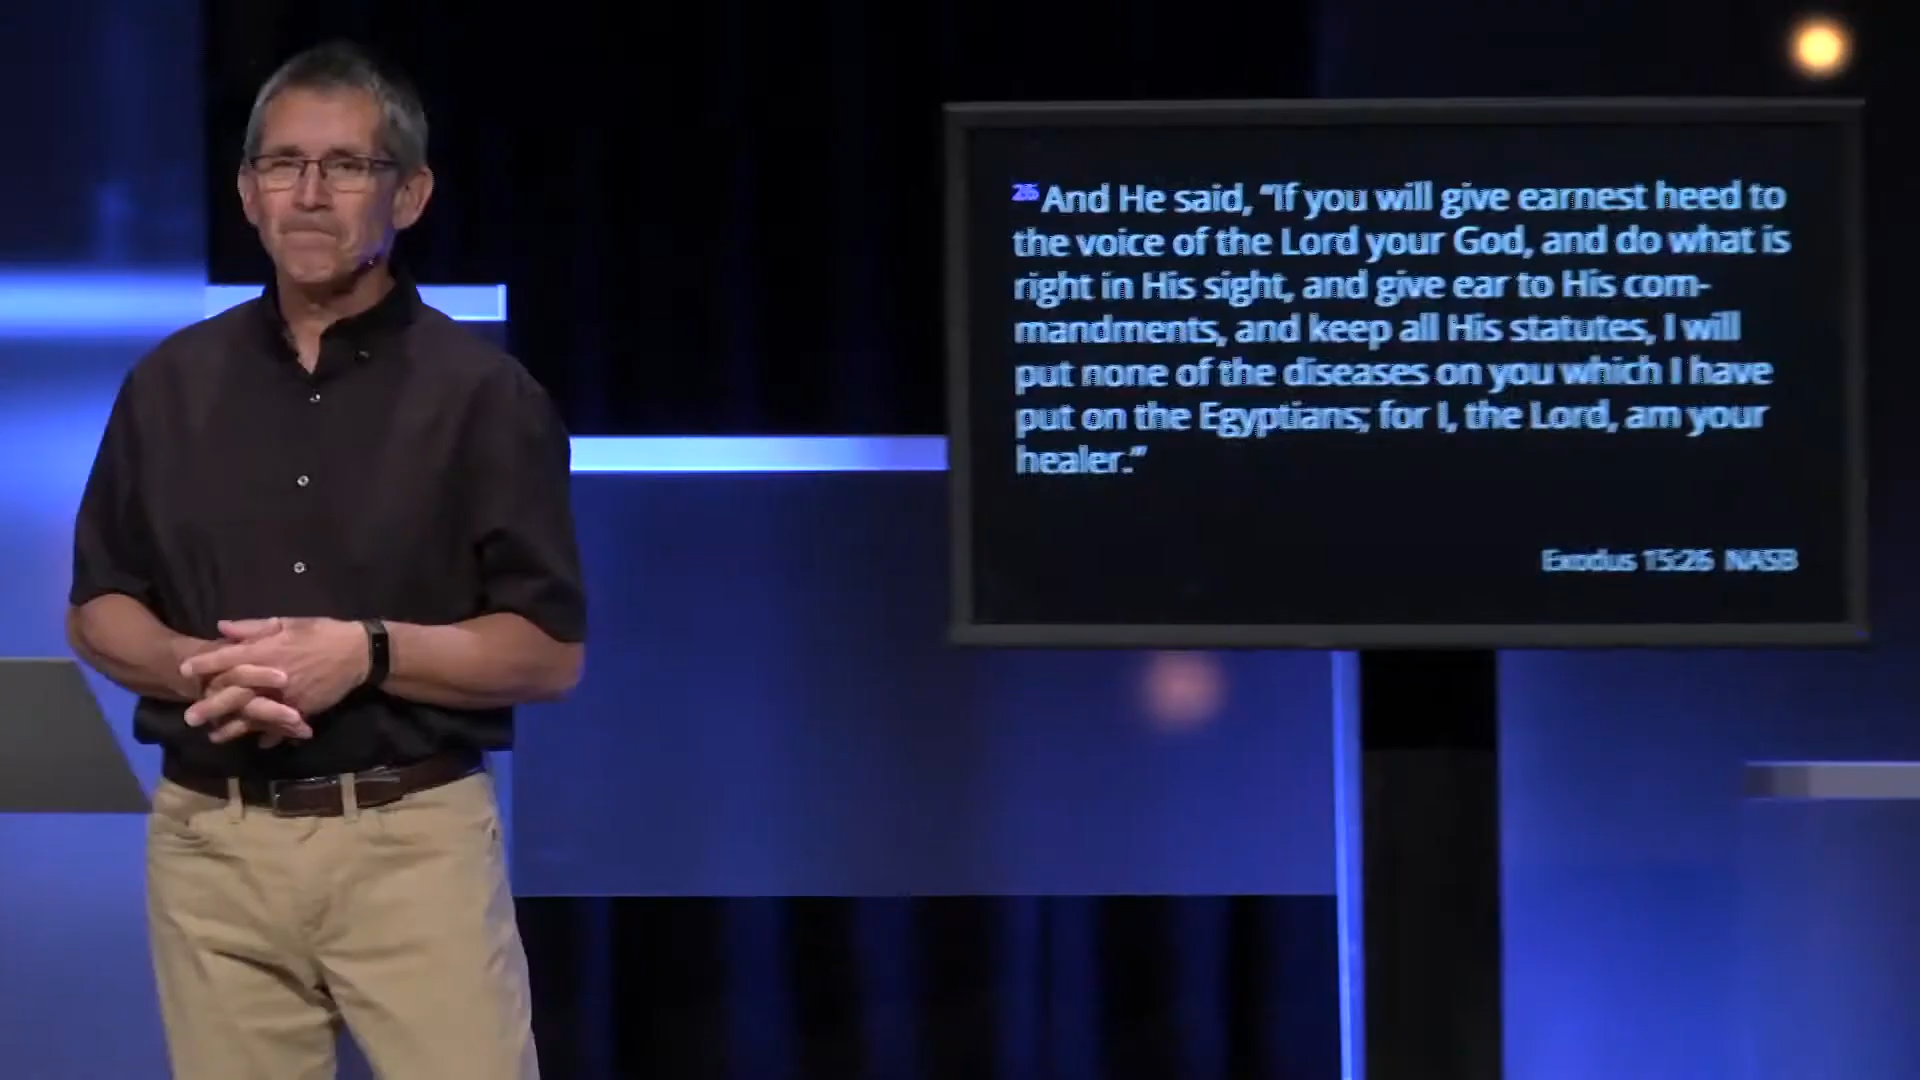 26 And He said, “If you will give earnest heed to
the voice of the Lord your God, and do what is
right in His sight, and give ear to His com-
mandments, and keep all His statutes, I will
put none of the diseases on you which I have
put on the Egyptians; for I, the Lord, am your
healer.”
Exodus 15:26 NASB